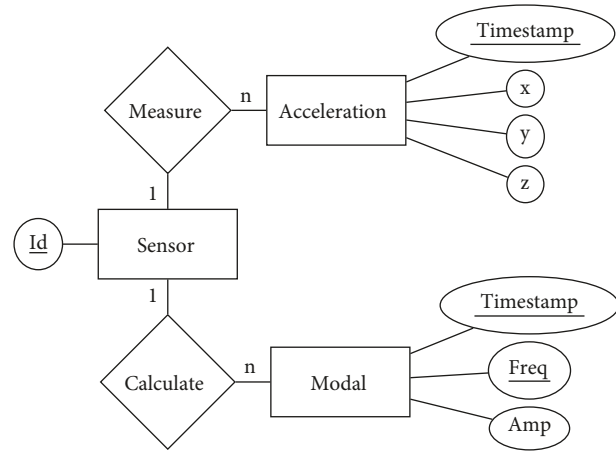 Timestamp
Measure
n
Acceleration
x
y
z
1
Id
Sensor
1
Timestamp
Calculate
n
Modal
Freq
Amp